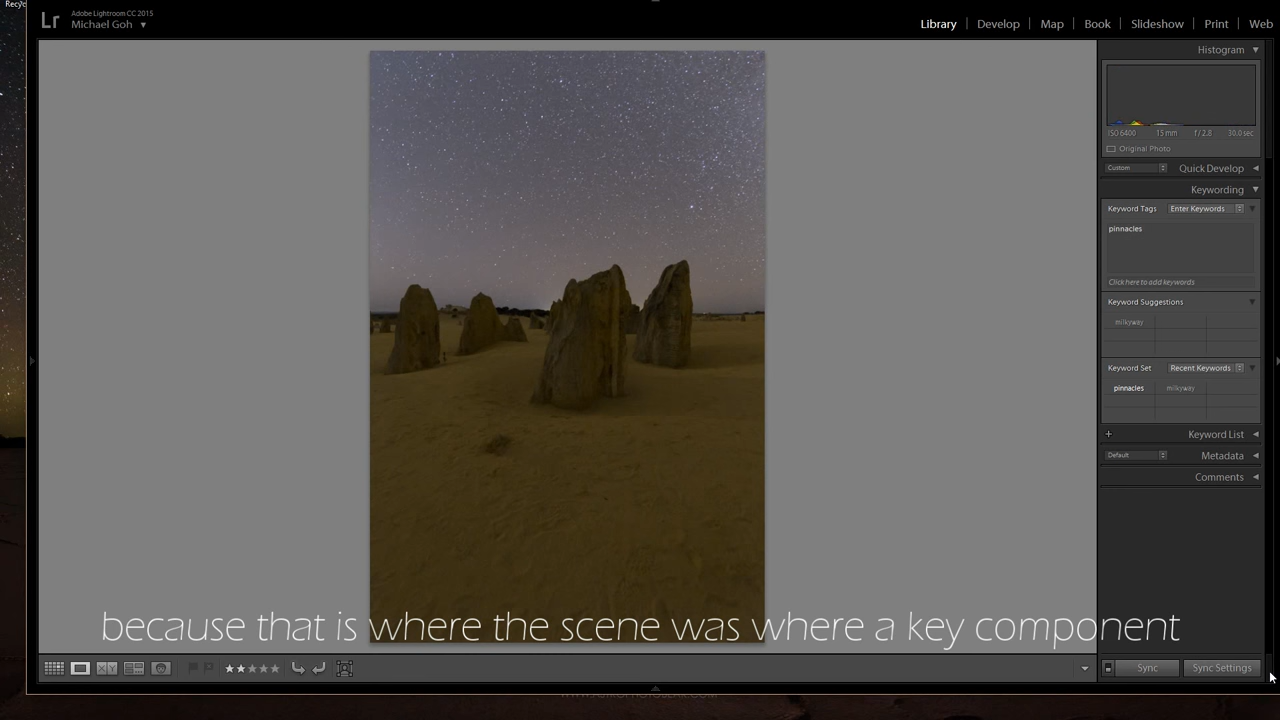 Recyc
Lr
Adobe Lightroom CC 2015
Michael Goh
Library | Develop | Map | Book | Slideshow | Print | Web
Histogram
ISO 6400 15 mm f / 2.8 30.0 sec
Original Photo
Custom Quick Develop
Keywording
Keyword Tags Enter Keywords
pinnacles
Click here to add keywords
Keyword Suggestions
milkyway
Keyword Set Recent Keywords
pinnacles milkyway
+ Keyword List
Default Metadata
Comments
because that is where the scene was where a key component
XY
Sync Sync Settings